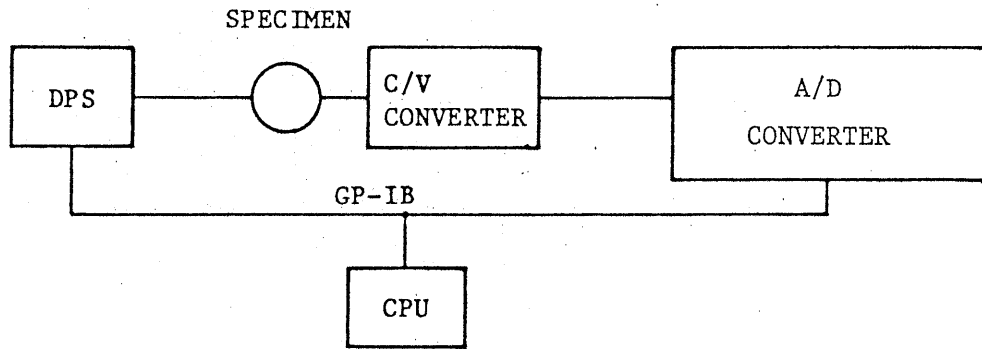 SPECIMEN
DPS
C/V
CONVERTER
A/D
CONVERTER
GP-IB
CPU